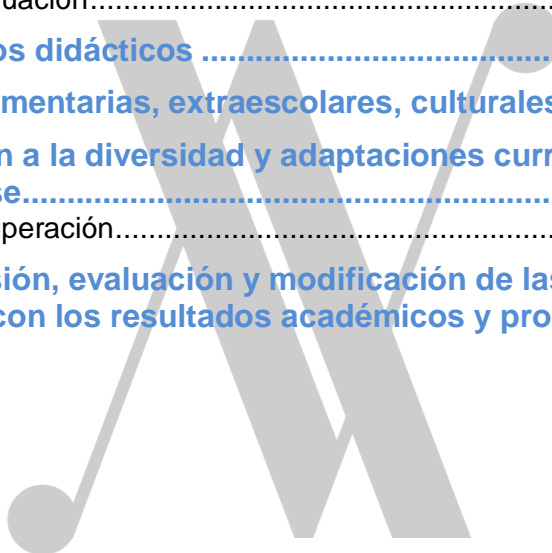 uación..................................................
os didácticos ........................................
mentarias, extraescolares, culturales
n a la diversidad y adaptaciones curr
se..............................................................
peración..................................................
sión, evaluación y modificación de las
con los resultados académicos y pro